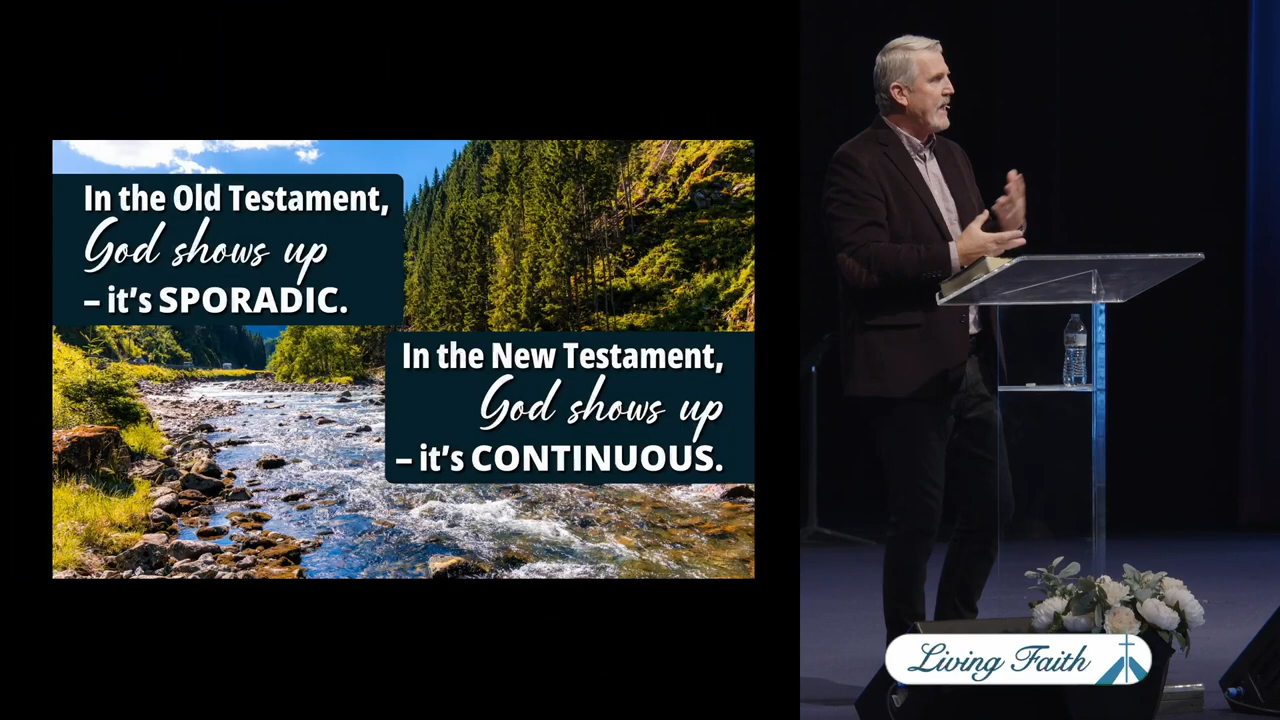 In the Old Testament,
God shows up
– it's SPORADIC.
In the New Testament,
God shows up
– it's CONTINUOUS.
Living Faith